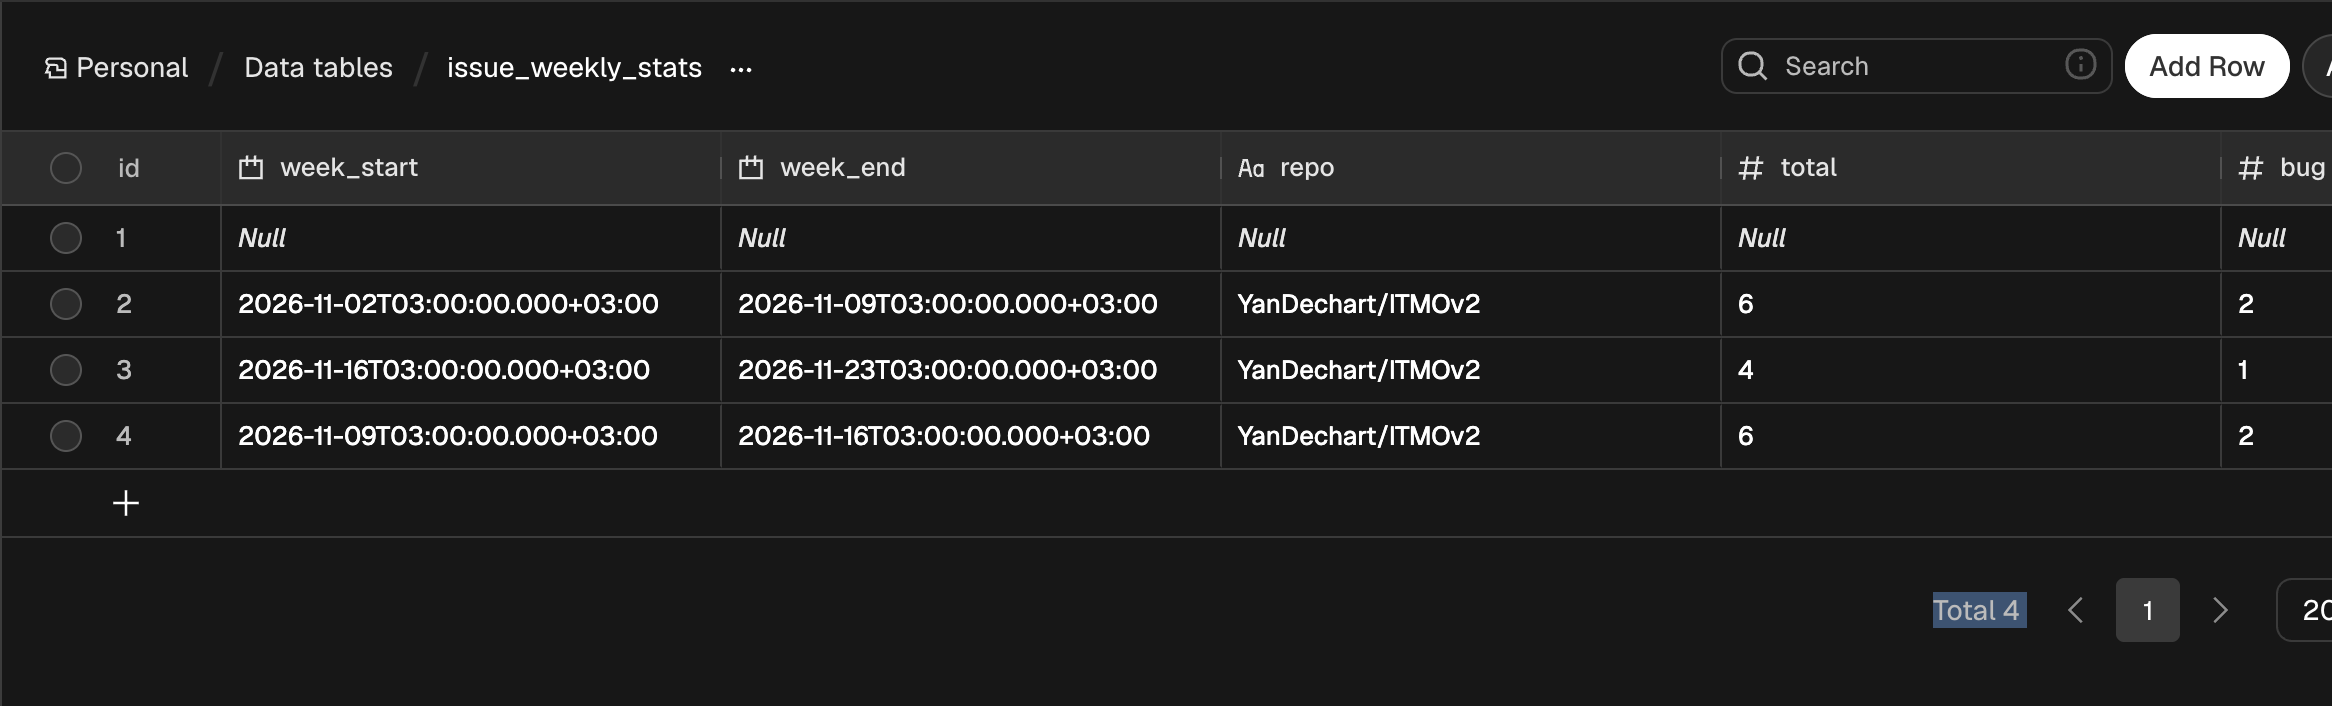 Personal / Data tables / issue_weekly_stats ... Search Add Row
id week_start week_end Aa repo # total # bug
1 Null Null Null Null Null
2 2026-11-02T03:00:00.000+03:00 2026-11-09T03:00:00.000+03:00 YanDechart/ITMOv2 6 2
3 2026-11-16T03:00:00.000+03:00 2026-11-23T03:00:00.000+03:00 YanDechart/ITMOv2 4 1
4 2026-11-09T03:00:00.000+03:00 2026-11-16T03:00:00.000+03:00 YanDechart/ITMOv2 6 2
+
Total 4 < 1 > 20